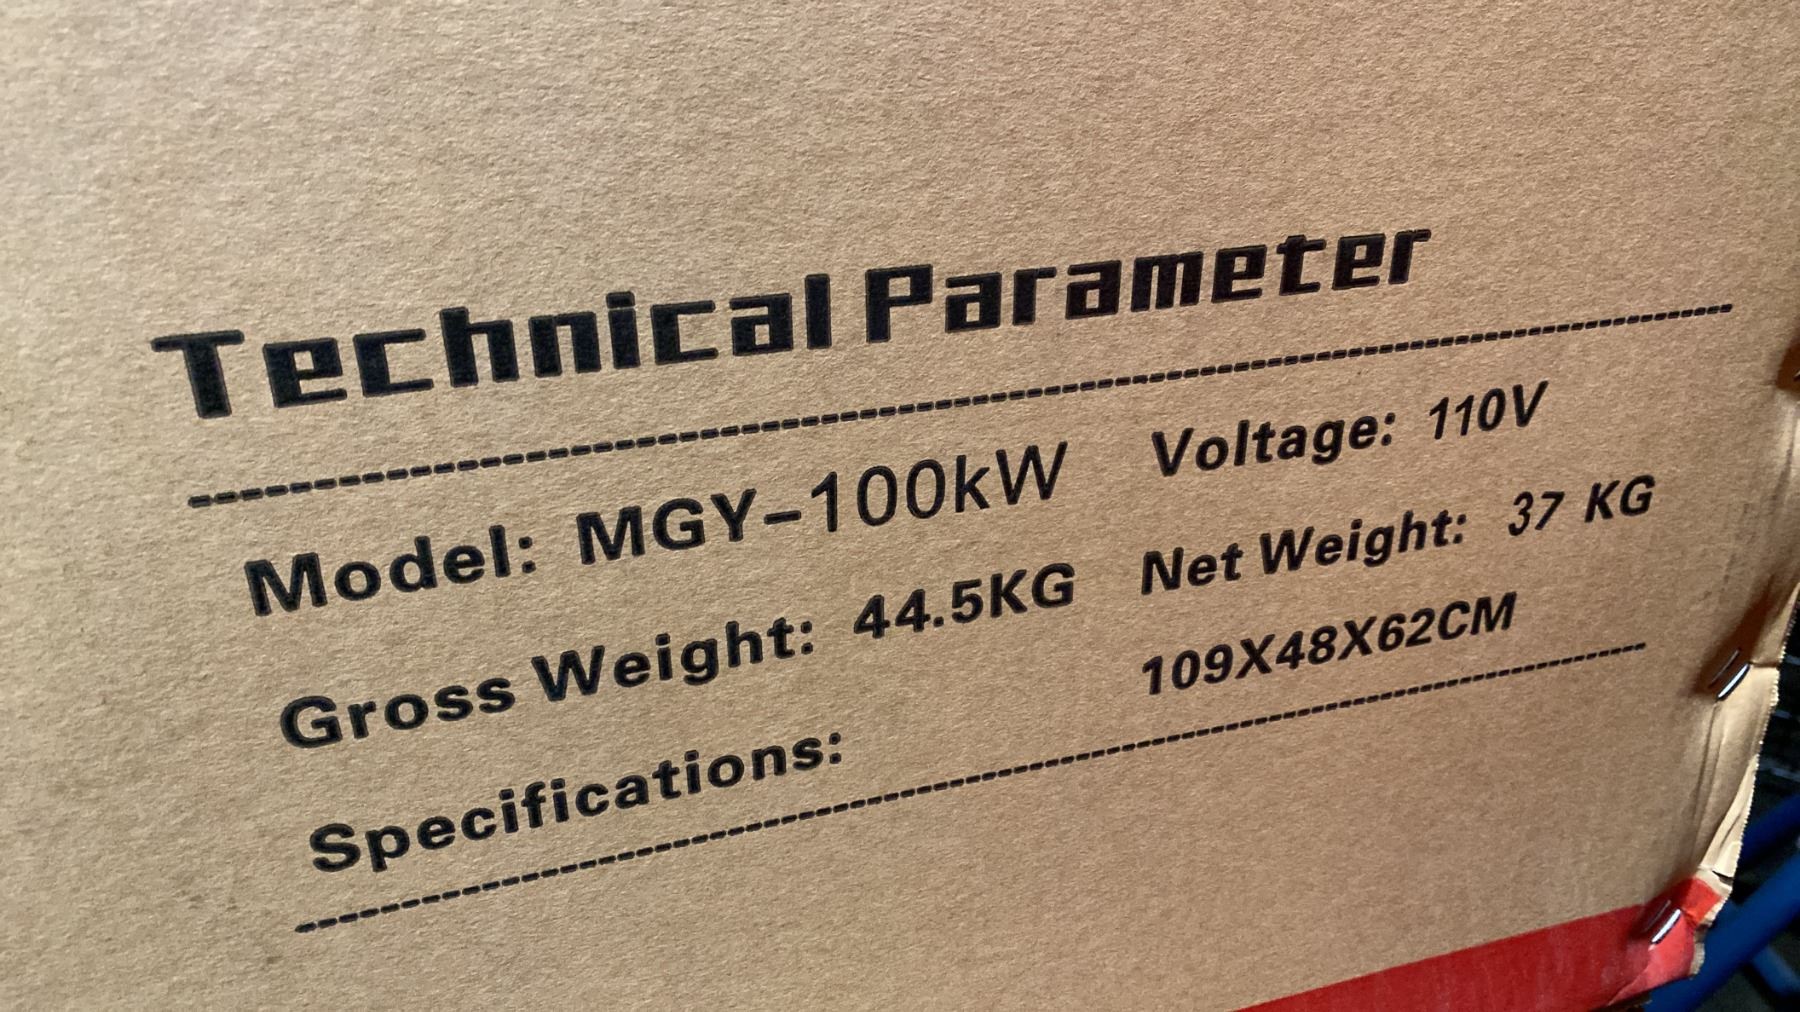 Technical Parameter
Model: MGY-100kW Voltage: 110V
Gross Weight: 44.5KG Net Weight: 37 KG
Specifications: 109X48X62CM